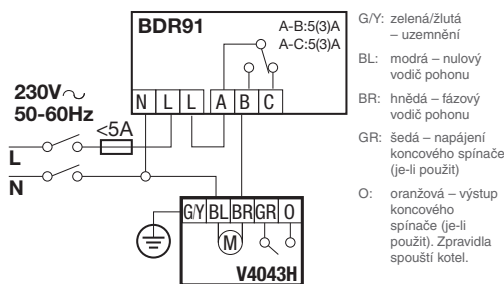 BDR91
A-B:5(3)A
A-C:5(3)A
N L L A B C
230V~
50-60Hz
<5A
L
N
G/Y BL BR GR O
M
V4043H
G/Y: zelená/žlutá
– uzemnění
BL: modrá – nulový
vodič pohonu
BR: hnědá – fázový
vodič pohonu
GR: šedá – napájení
koncového spínače
(je-li použit)
O: oranžová – výstup
koncového
spínače (je-li
použit). Zpravidla
spouští kotel.